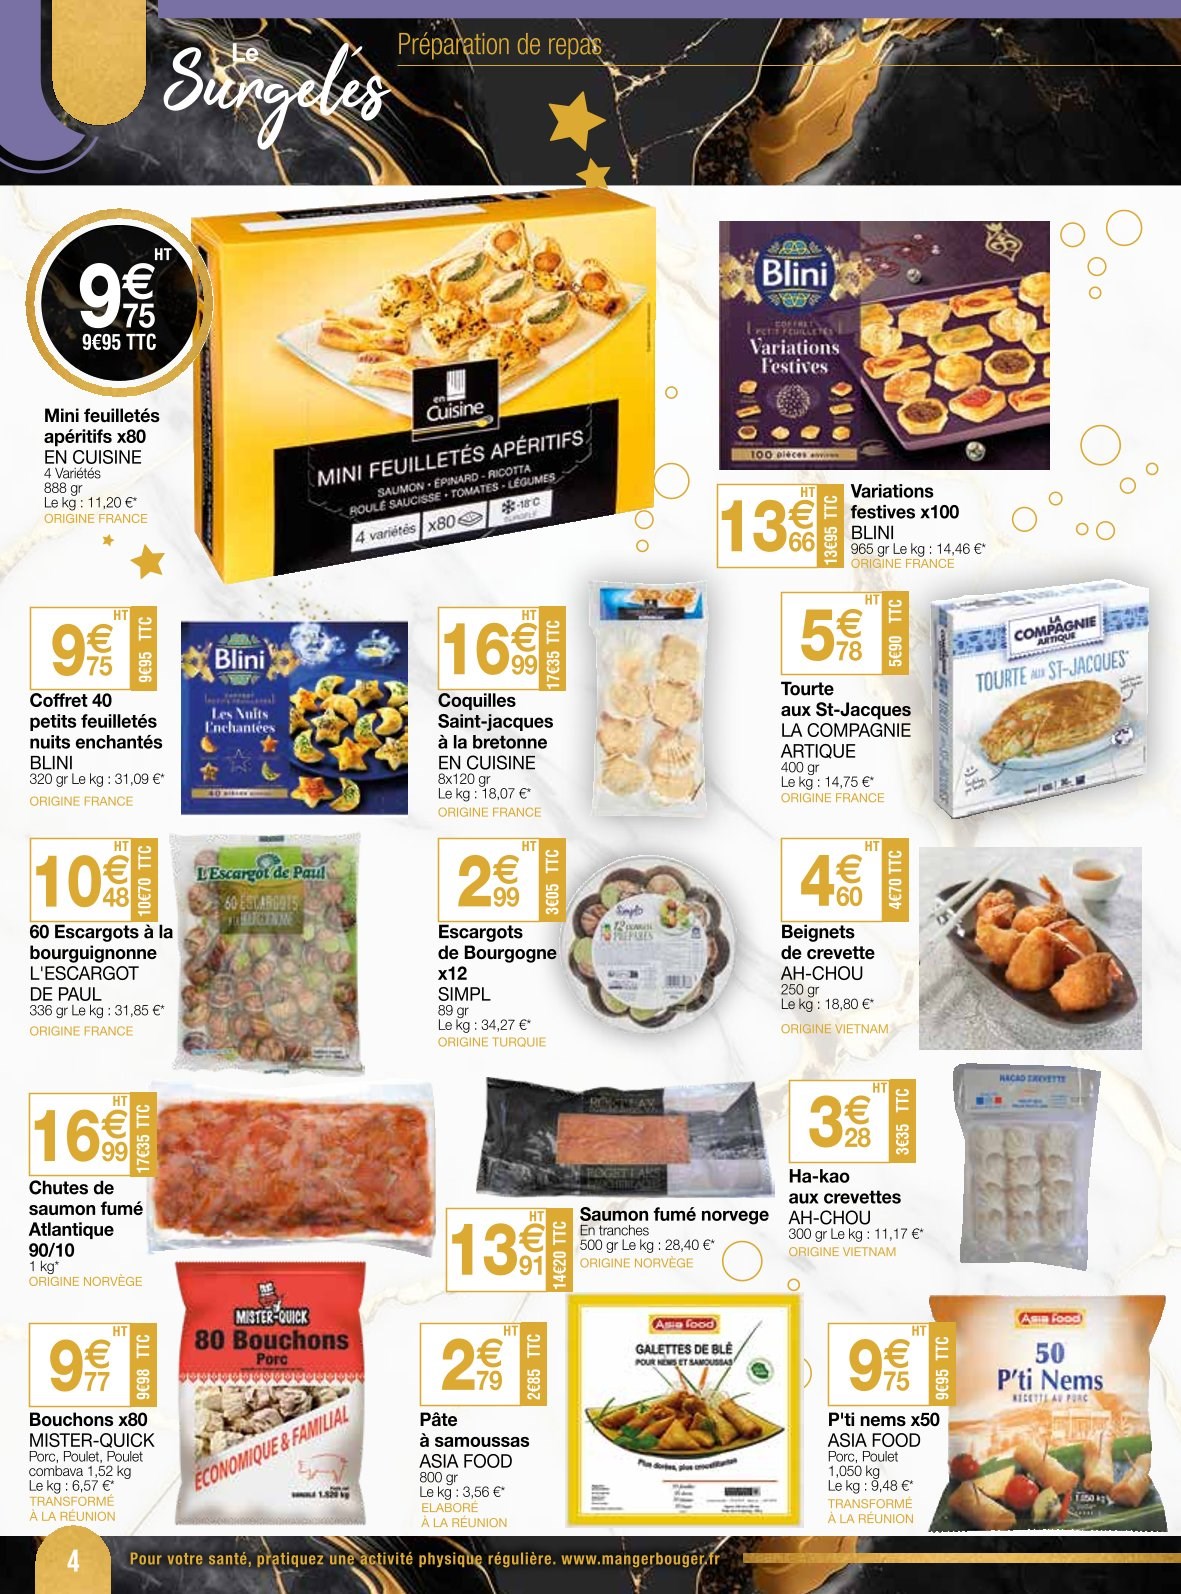 Le
Surgelés
Préparation de repas
9€75 HT
9€95 TTC
Mini feuilletés
apéritifs x80
EN CUISINE
4 Variétés
888 gr
Le kg : 11,20 €*
ORIGINE FRANCE
en
Cuisine
MINI FEUILLETÉS APÉRITIFS
SAUMON · ÉPINARD - RICOTTA
ROULÉ SAUCISSE · TOMATES · LÉGUMES
4 variétés x80 -18°C
SURGELÉ
Blini
COFFRET
PETIT FEUILLETÉS
Variations
Festives
100 pièces environ
13€66 HT
13€95 TTC
Variations
festives x100
BLINI
965 gr Le kg : 14,46 €*
ORIGINE FRANCE
9€75 HT
9€95 TTC
Coffret 40
petits feuilletés
nuits enchantés
BLINI
320 gr Le kg : 31,09 €*
ORIGINE FRANCE
Blini
Les Nuits
Enchantées
40 pièces environ
16€99 HT
17€35 TTC
Coquilles
Saint-jacques
à la bretonne
EN CUISINE
8x120 gr
Le kg : 18,07 €*
ORIGINE FRANCE
5€78 HT
5€90 TTC
Tourte
aux St-Jacques
LA COMPAGNIE
ARTIQUE
400 gr
Le kg : 14,75 €*
ORIGINE FRANCE
LA
COMPAGNIE
ARTIQUE
TOURTE AUX ST-JACQUES
10€48 HT
10€70 TTC
60 Escargots à la
bourguignonne
L'ESCARGOT
DE PAUL
336 gr Le kg : 31,85 €*
ORIGINE FRANCE
L'Escargot de Paul
60 ESCARGOTS
2€99 HT
3€05 TTC
Escargots
de Bourgogne
x12
SIMPL
89 gr
Le kg : 34,27 €*
ORIGINE TURQUIE
Simpl
4€60 HT
4€70 TTC
Beignets
de crevette
AH-CHOU
250 gr
Le kg : 18,80 €*
ORIGINE VIETNAM
16€99 HT
17€35 TTC
Chutes de
saumon fumé
Atlantique
90/10
1 kg*
ORIGINE NORVÈGE
13€91 HT
14€20 TTC
Saumon fumé norvege
En tranches
500 gr Le kg : 28,40 €*
ORIGINE NORVÈGE
3€28 HT
3€35 TTC
Ha-kao
aux crevettes
AH-CHOU
300 gr Le kg : 11,17 €*
ORIGINE VIETNAM
HACAO CREVETTE
9€77 HT
9€98 TTC
Bouchons x80
MISTER-QUICK
Porc, Poulet, Poulet
combava 1,52 kg
Le kg : 6,57 €*
TRANSFORMÉ
À LA RÉUNION
MISTER-QUICK
80 Bouchons
Porc
ÉCONOMIQUE & FAMILIAL
1.520 kg
2€79 HT
2€85 TTC
Pâte
à samoussas
ASIA FOOD
800 gr
Le kg : 3,56 €*
ELABORÉ
À LA RÉUNION
Asia food
GALETTES DE BLÉ
POUR NEMS ET SAMOUSSAS
Plus dorées, plus croustillantes
9€75 HT
9€95 TTC
P'ti nems x50
ASIA FOOD
Porc, Poulet
1,050 kg
Le kg : 9,48 €*
TRANSFORMÉ
À LA RÉUNION
Asia food
50
P'ti Nems
RECETTE AU PORC
1.050 kg
4
Pour votre santé, pratiquez une activité physique régulière. www.mangerbouger.fr